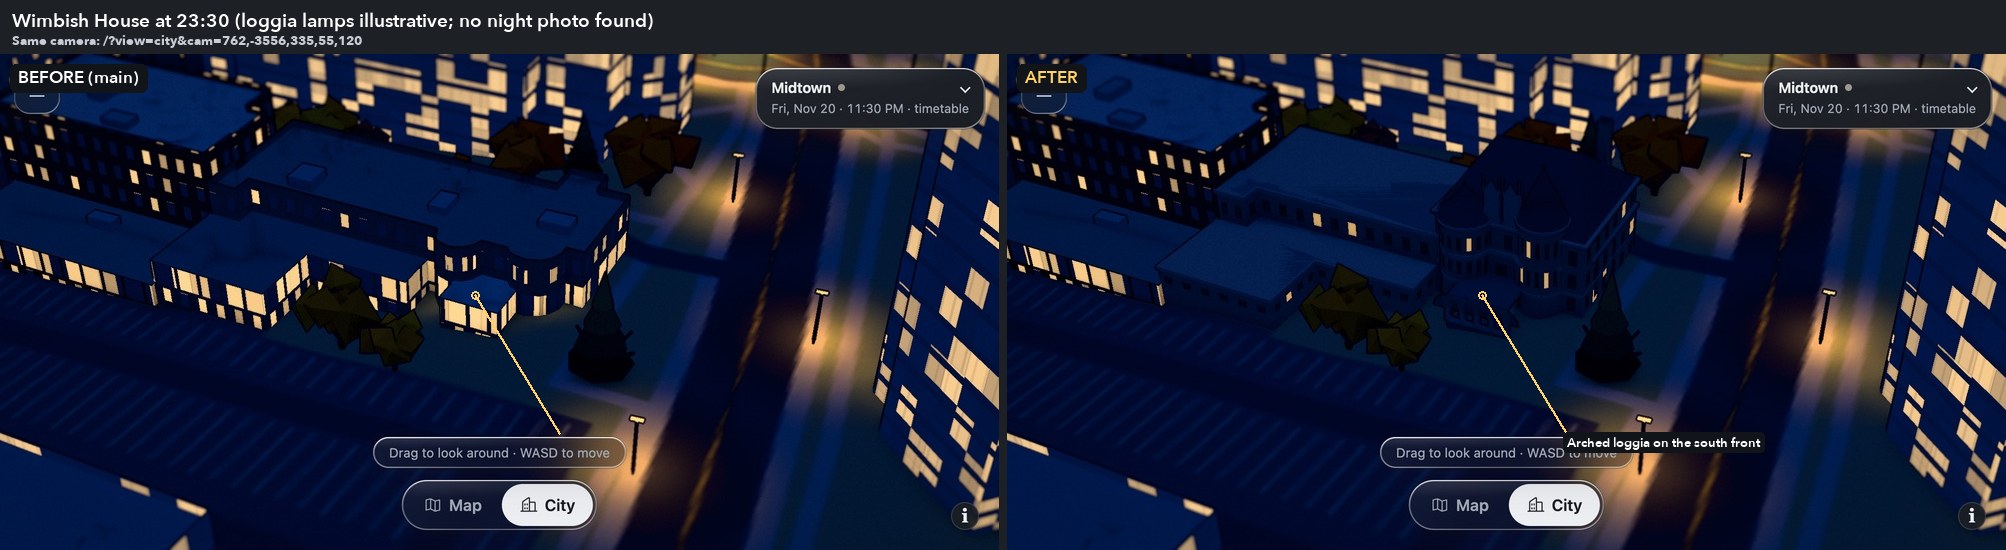 Wimbish House at 23:30 (loggia lamps illustrative; no night photo found)
Same camera: /?view=city&cam=762,-3556,335,55,120
BEFORE (main)
Midtown
Fri, Nov 20 · 11:30 PM · timetable
Drag to look around · WASD to move
Map
City
i
AFTER
Midtown
Fri, Nov 20 · 11:30 PM · timetable
Arched loggia on the south front
Drag to look around · WASD to move
Map
City
i